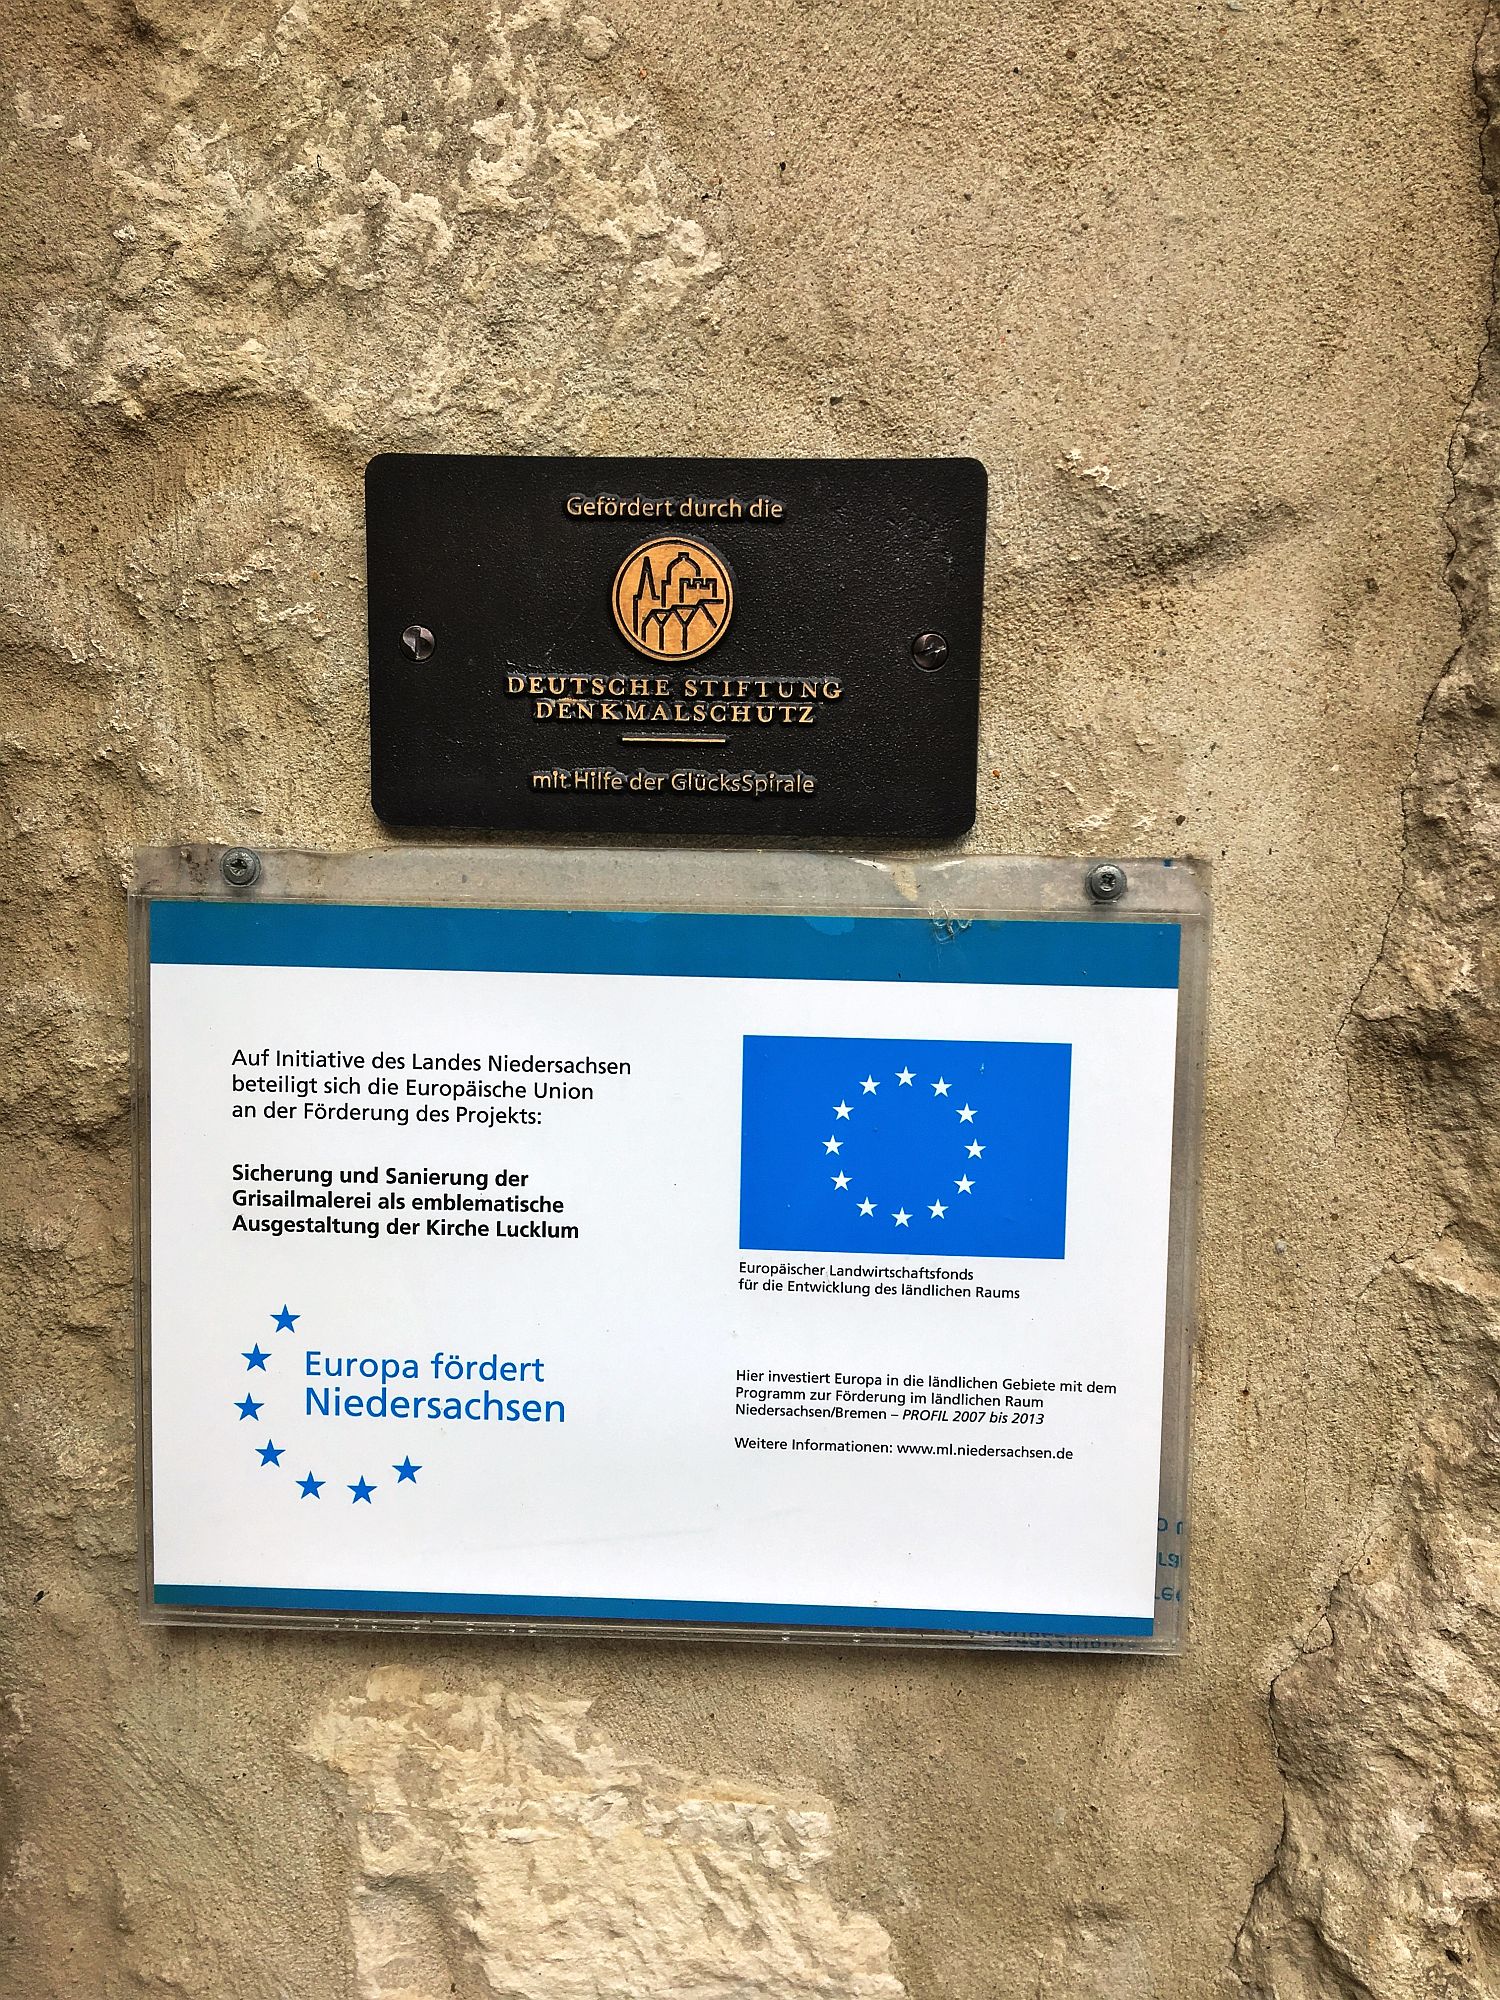 Gefördert durch die
DEUTSCHE STIFTUNG
DENKMALSCHUTZ
mit Hilfe der GlücksSpirale
Auf Initiative des Landes Niedersachsen
beteiligt sich die Europäische Union
an der Förderung des Projekts:
Sicherung und Sanierung der
Grisailmalerei als emblematische
Ausgestaltung der Kirche Lucklum
Europa fördert
Niedersachsen
Europäischer Landwirtschaftsfonds
für die Entwicklung des ländlichen Raums
Hier investiert Europa in die ländlichen Gebiete mit dem
Programm zur Förderung im ländlichen Raum
Niedersachsen/Bremen – PROFIL 2007 bis 2013
Weitere Informationen: www.ml.niedersachsen.de